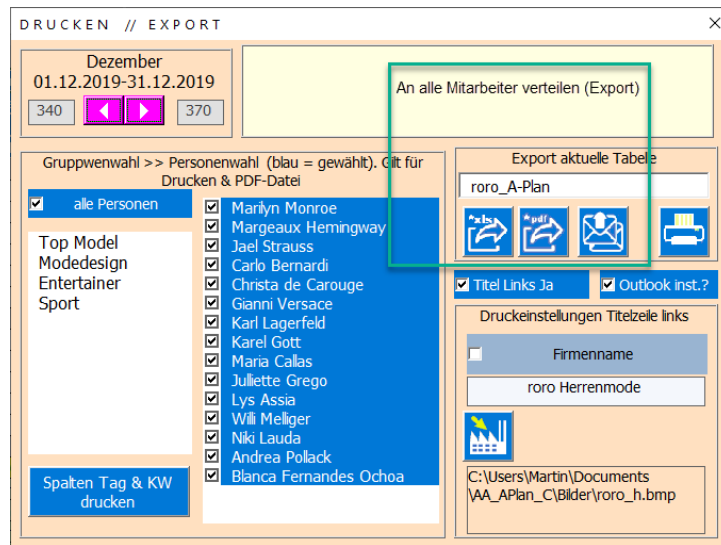 DRUCKEN // EXPORT
Dezember
01.12.2019-31.12.2019
340
370
An alle Mitarbeiter verteilen (Export)
Gruppwenwahl >> Personenwahl (blau = gewählt). Gilt für
Drucken & PDF-Datei
alle Personen
Top Model
Modedesign
Entertainer
Sport
Marilyn Monroe
Margeaux Hemingway
Jael Strauss
Carlo Bernardi
Christa de Carouge
Gianni Versace
Karl Lagerfeld
Karel Gott
Maria Callas
Juliette Grego
Lys Assia
Willi Melliger
Niki Lauda
Andrea Pollack
Blanca Fernandes Ochoa
Spalten Tag & KW
drucken
Export aktuelle Tabelle
roro_A-Plan
*xls
*pdf
Titel Links Ja
Outlook inst.?
Druckeinstellungen Titelzeile links
Firmenname
roro Herrenmode
C:\Users\Martin\Documents
\AA_APlan_C\Bilder\roro_h.bmp